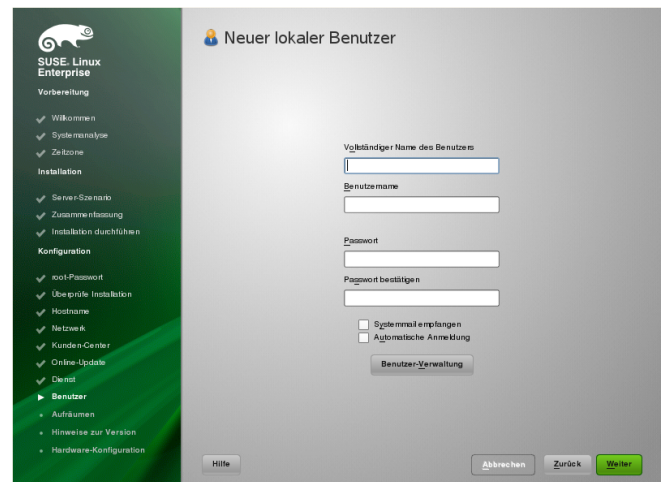 SUSE. Linux
Enterprise
Vorbereitung
Willkommen
Systemanalyse
Zeitzone
Installation
Server-Szenario
Zusammenfassung
Installation durchführen
Konfiguration
root-Passwort
Überprüfe Installation
Hostname
Netzwerk
Kunden-Center
Online-Update
Dienst
Benutzer
Aufräumen
Hinweise zur Version
Hardware-Konfiguration
Neuer lokaler Benutzer
Vollständiger Name des Benutzers
Benutzername
Passwort
Passwort bestätigen
Systemmail empfangen
Automatische Anmeldung
Benutzer-Verwaltung
Hilfe
Abbrechen
Zurück
Weiter